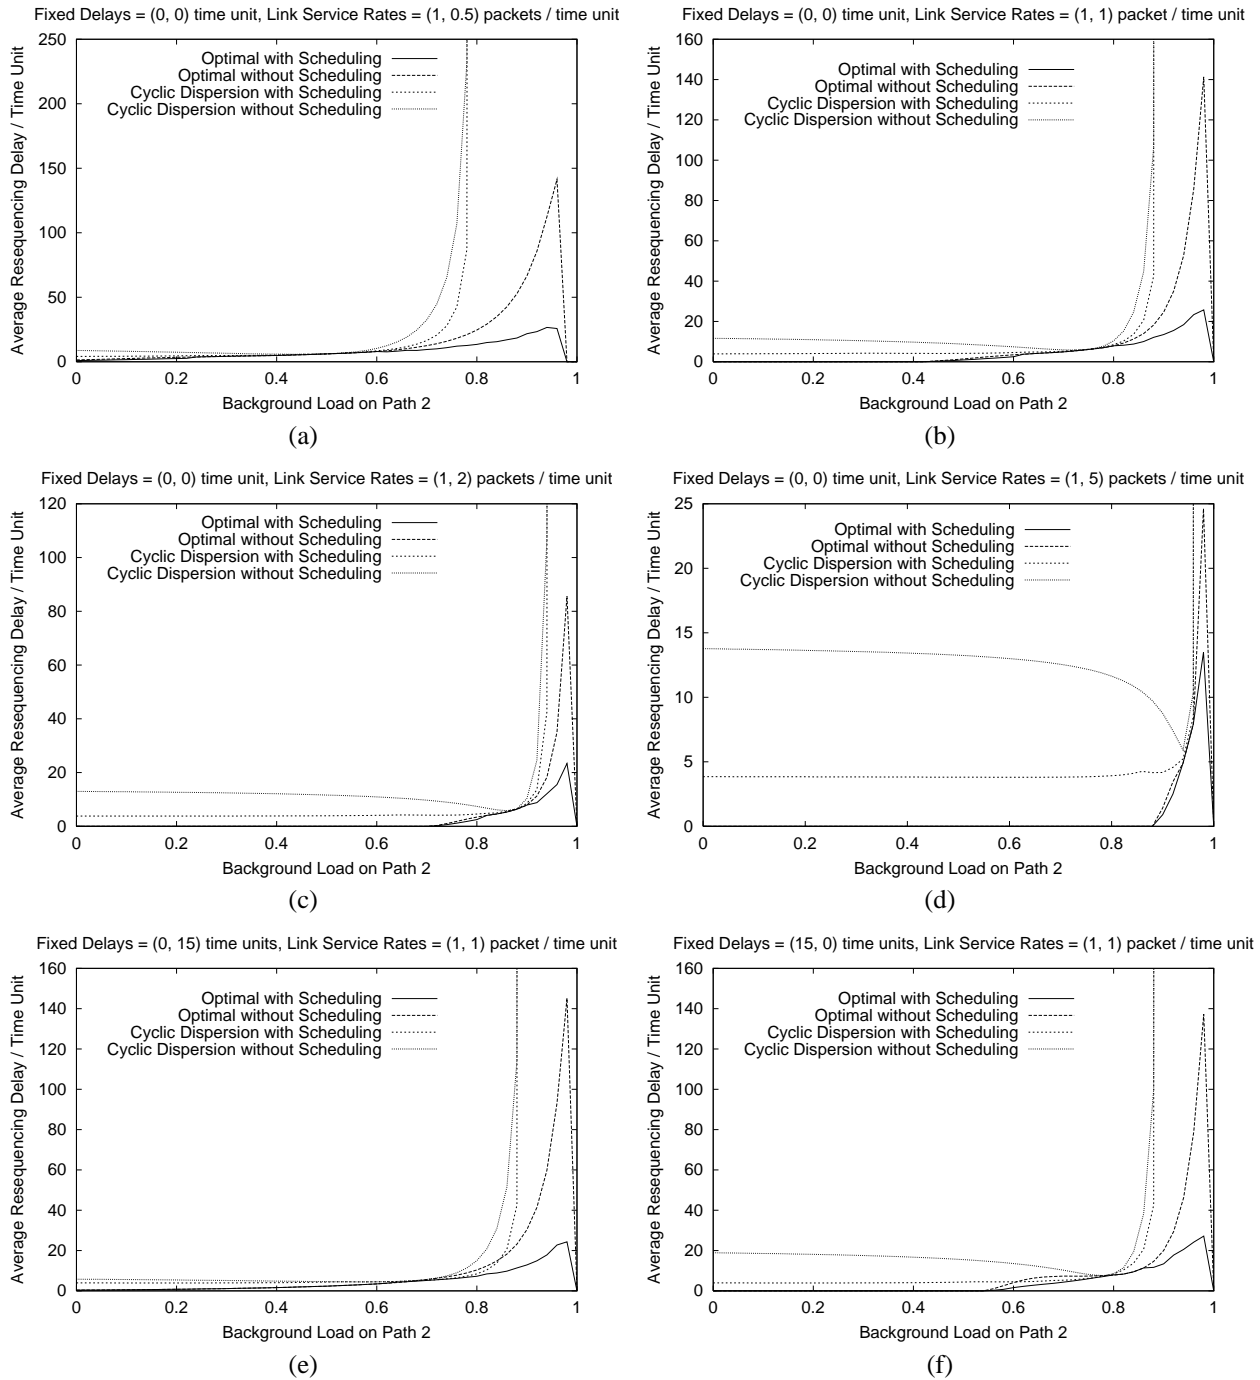 Fixed Delays = (0, 0) time unit, Link Service Rates = (1, 0.5) packets / time unit
Average Resequencing Delay / Time Unit
250
200
150
100
50
0
Optimal with Scheduling
Optimal without Scheduling
Cyclic Dispersion with Scheduling
Cyclic Dispersion without Scheduling
0 0.2 0.4 0.6 0.8 1
Background Load on Path 2
(a)
Fixed Delays = (0, 0) time unit, Link Service Rates = (1, 1) packet / time unit
Average Resequencing Delay / Time Unit
160
140
120
100
80
60
40
20
0
Optimal with Scheduling
Optimal without Scheduling
Cyclic Dispersion with Scheduling
Cyclic Dispersion without Scheduling
0 0.2 0.4 0.6 0.8 1
Background Load on Path 2
(b)
Fixed Delays = (0, 0) time unit, Link Service Rates = (1, 2) packets / time unit
Average Resequencing Delay / Time Unit
120
100
80
60
40
20
0
Optimal with Scheduling
Optimal without Scheduling
Cyclic Dispersion with Scheduling
Cyclic Dispersion without Scheduling
0 0.2 0.4 0.6 0.8 1
Background Load on Path 2
(c)
Fixed Delays = (0, 0) time unit, Link Service Rates = (1, 5) packets / time unit
Average Resequencing Delay / Time Unit
25
20
15
10
5
0
Optimal with Scheduling
Optimal without Scheduling
Cyclic Dispersion with Scheduling
Cyclic Dispersion without Scheduling
0 0.2 0.4 0.6 0.8 1
Background Load on Path 2
(d)
Fixed Delays = (0, 15) time units, Link Service Rates = (1, 1) packet / time unit
Average Resequencing Delay / Time Unit
160
140
120
100
80
60
40
20
0
Optimal with Scheduling
Optimal without Scheduling
Cyclic Dispersion with Scheduling
Cyclic Dispersion without Scheduling
0 0.2 0.4 0.6 0.8 1
Background Load on Path 2
(e)
Fixed Delays = (15, 0) time units, Link Service Rates = (1, 1) packet / time unit
Average Resequencing Delay / Time Unit
160
140
120
100
80
60
40
20
0
Optimal with Scheduling
Optimal without Scheduling
Cyclic Dispersion with Scheduling
Cyclic Dispersion without Scheduling
0 0.2 0.4 0.6 0.8 1
Background Load on Path 2
(f)